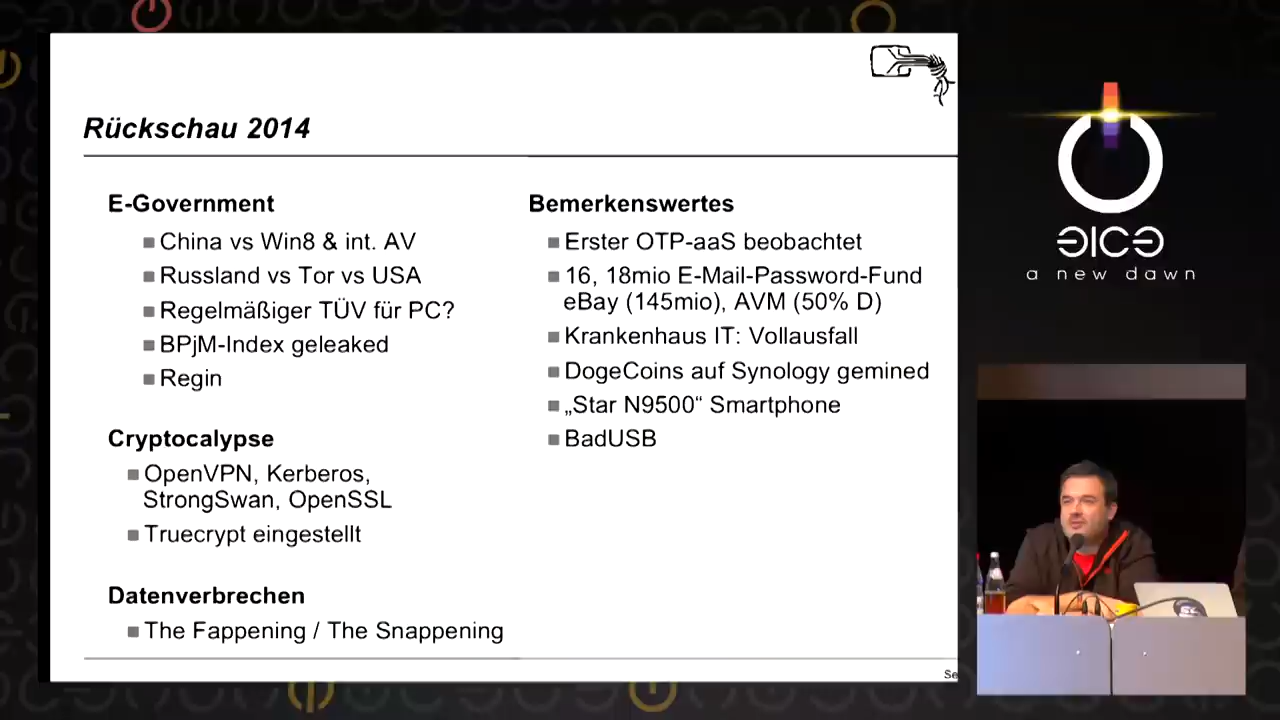 Rückschau 2014
E-Government
China vs Win8 & int. AV
Russland vs Tor vs USA
Regelmäßiger TÜV für PC?
BPjM-Index geleaked
Regin
Cryptocalypse
OpenVPN, Kerberos,
StrongSwan, OpenSSL
Truecrypt eingestellt
Datenverbrechen
The Fappening / The Snappening
Bemerkenswertes
Erster OTP-aaS beobachtet
16, 18mio E-Mail-Password-Fund
eBay (145mio), AVM (50% D)
Krankenhaus IT: Vollausfall
DogeCoins auf Synology gemined
„Star N9500“ Smartphone
BadUSB
Se
a new dawn